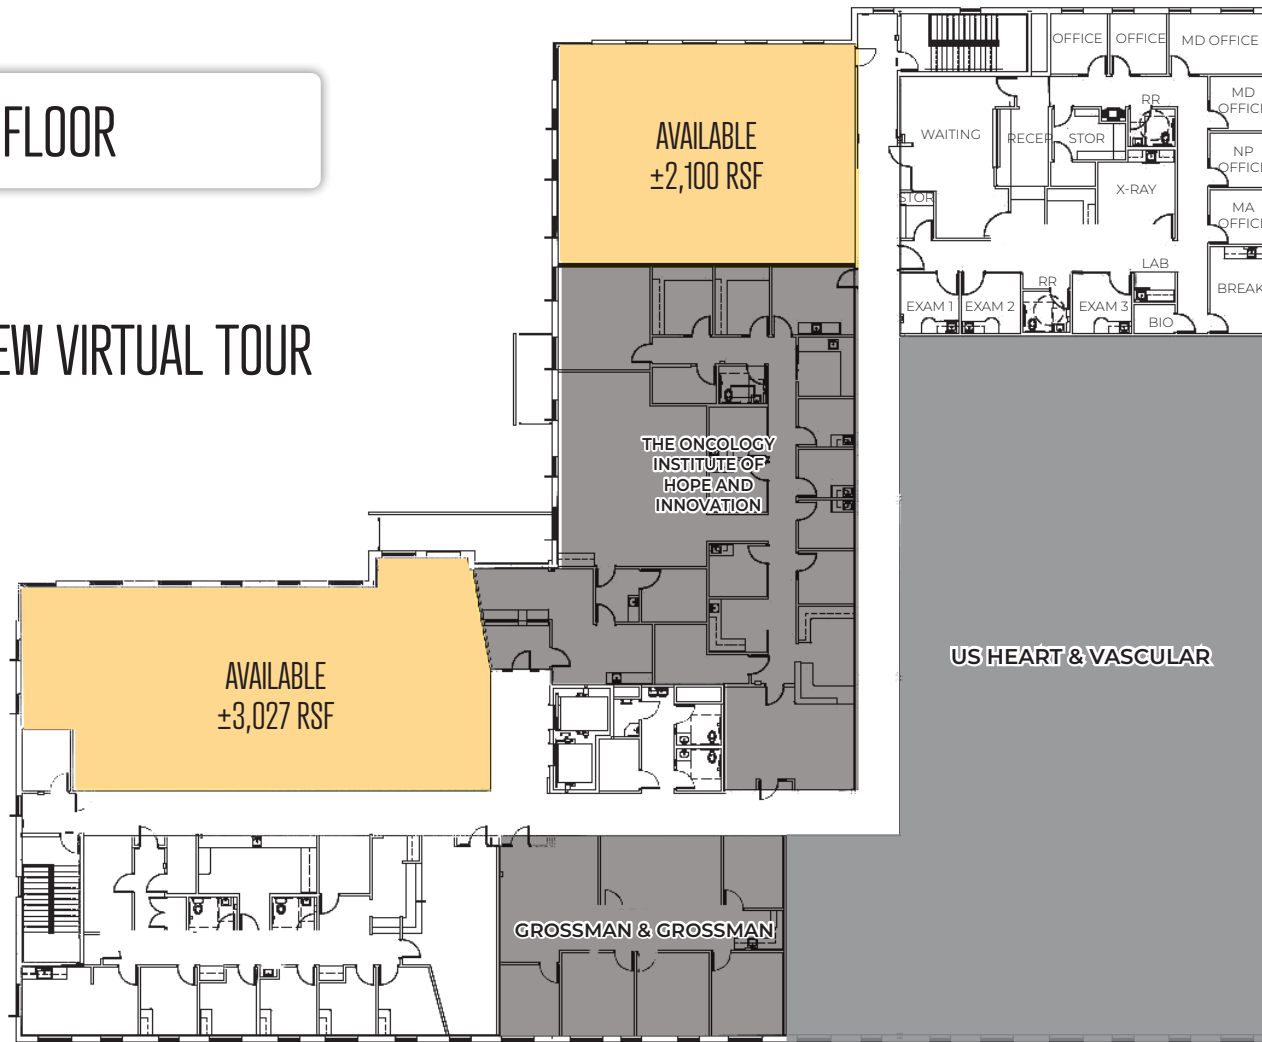 FLOOR
EW VIRTUAL TOUR
AVAILABLE
±2,100 RSF
OFFICE
OFFICE
MD OFFICE
WAITING
RECEP
STOR
RR
MD
OFFIC
NP
OFFIC
X-RAY
MA
OFFIC
STOR
LAB
RR
BREAK
EXAM 1
EXAM 2
EXAM 3
BIO
THE ONCOLOGY
INSTITUTE OF
HOPE AND
INNOVATION
US HEART & VASCULAR
AVAILABLE
±3,027 RSF
GROSSMAN & GROSSMAN